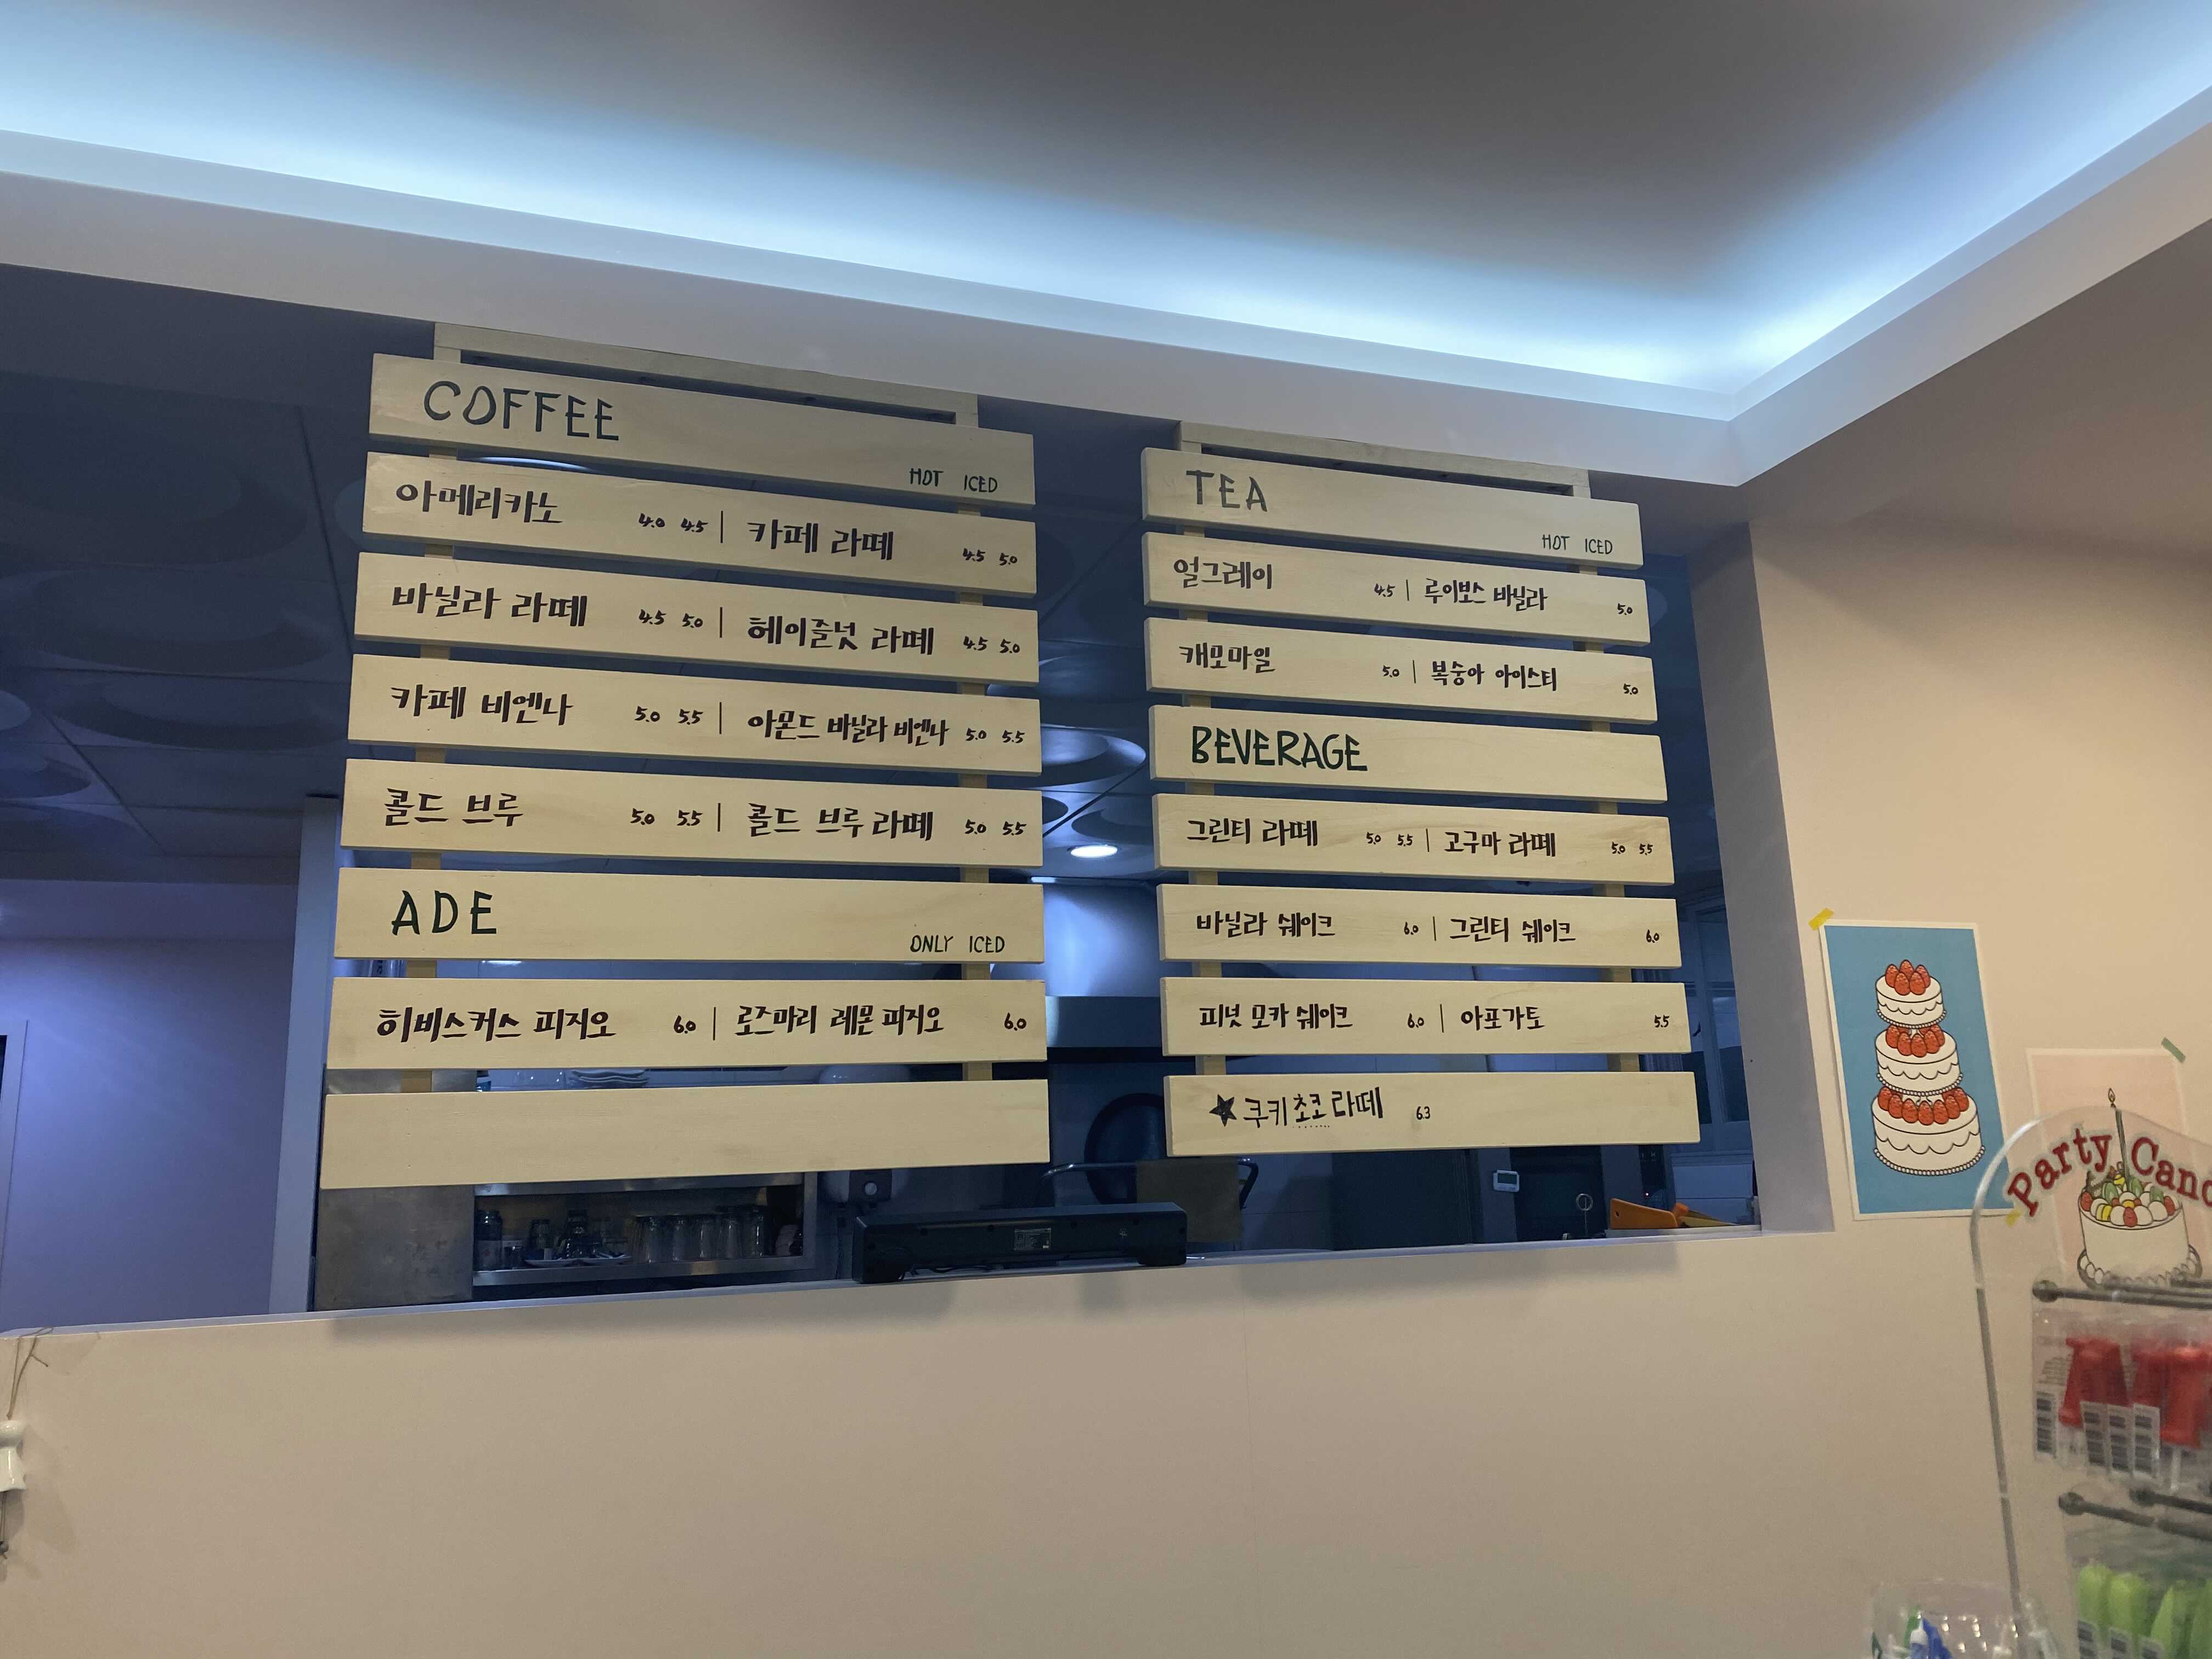 COFFEE
HOT ICED
아메리카노 4.0 4.5 | 카페 라떼 4.5 5.0
바닐라 라떼 4.5 5.0 | 헤이즐넛 라떼 4.5 5.0
카페 비엔나 5.0 5.5 | 아몬드 바닐라 비엔나 5.0 5.5
콜드 브루 5.0 5.5 | 콜드 브루 라떼 5.0 5.5
ADE
ONLY ICED
히비스커스 피지오 6.0 | 로즈마리 레몬 피지오 6.0
TEA
HOT ICED
얼그레이 4.5 | 루이보스 바닐라 5.0
캐모마일 5.0 | 복숭아 아이스티 5.0
BEVERAGE
그린티 라떼 5.0 5.5 | 고구마 라떼 5.0 5.5
바닐라 쉐이크 6.0 | 그린티 쉐이크 6.0
피넛 모카 쉐이크 6.0 | 아포가토 5.5
★쿠키초코라떼 6.3
Party Canc